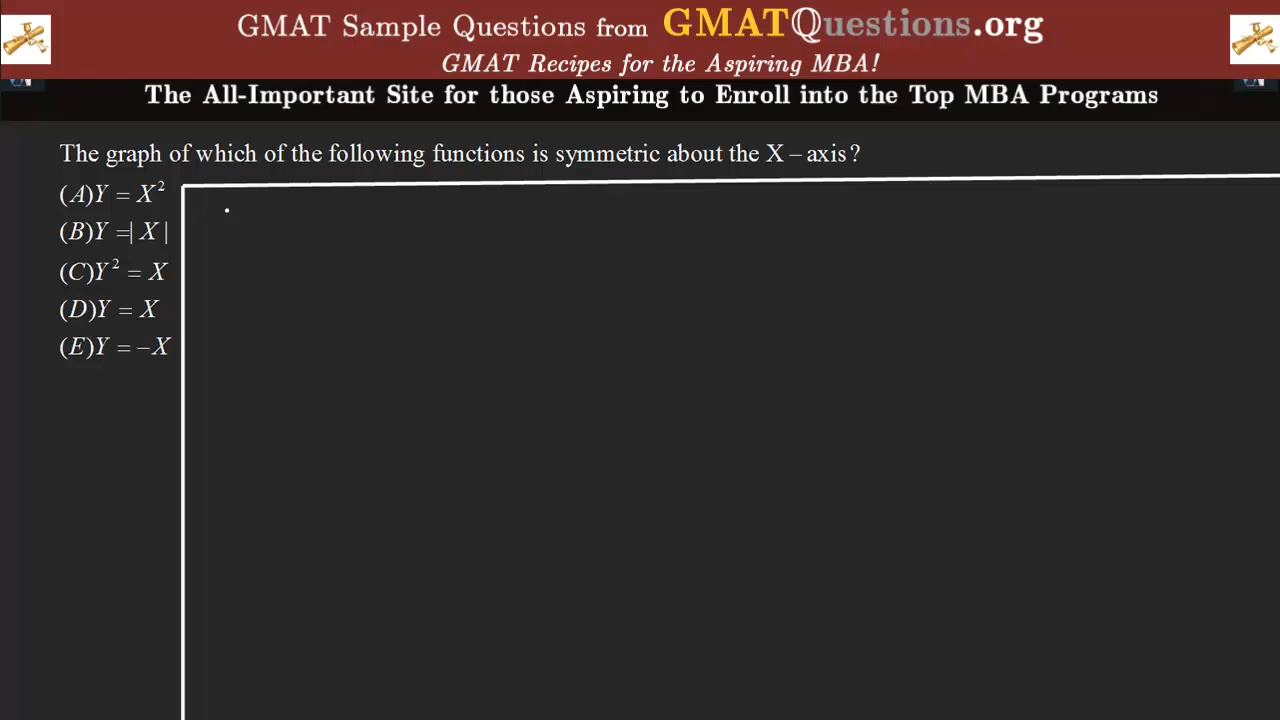 GMAT Sample Questions from GMATQuestions.org
GMAT Recipes for the Aspiring MBA!
The All-Important Site for those Aspiring to Enroll into the Top MBA Programs
The graph of which of the following functions is symmetric about the X – axis?
(A)Y = X²
(B)Y =| X |
(C)Y² = X
(D)Y = X
(E)Y = –X